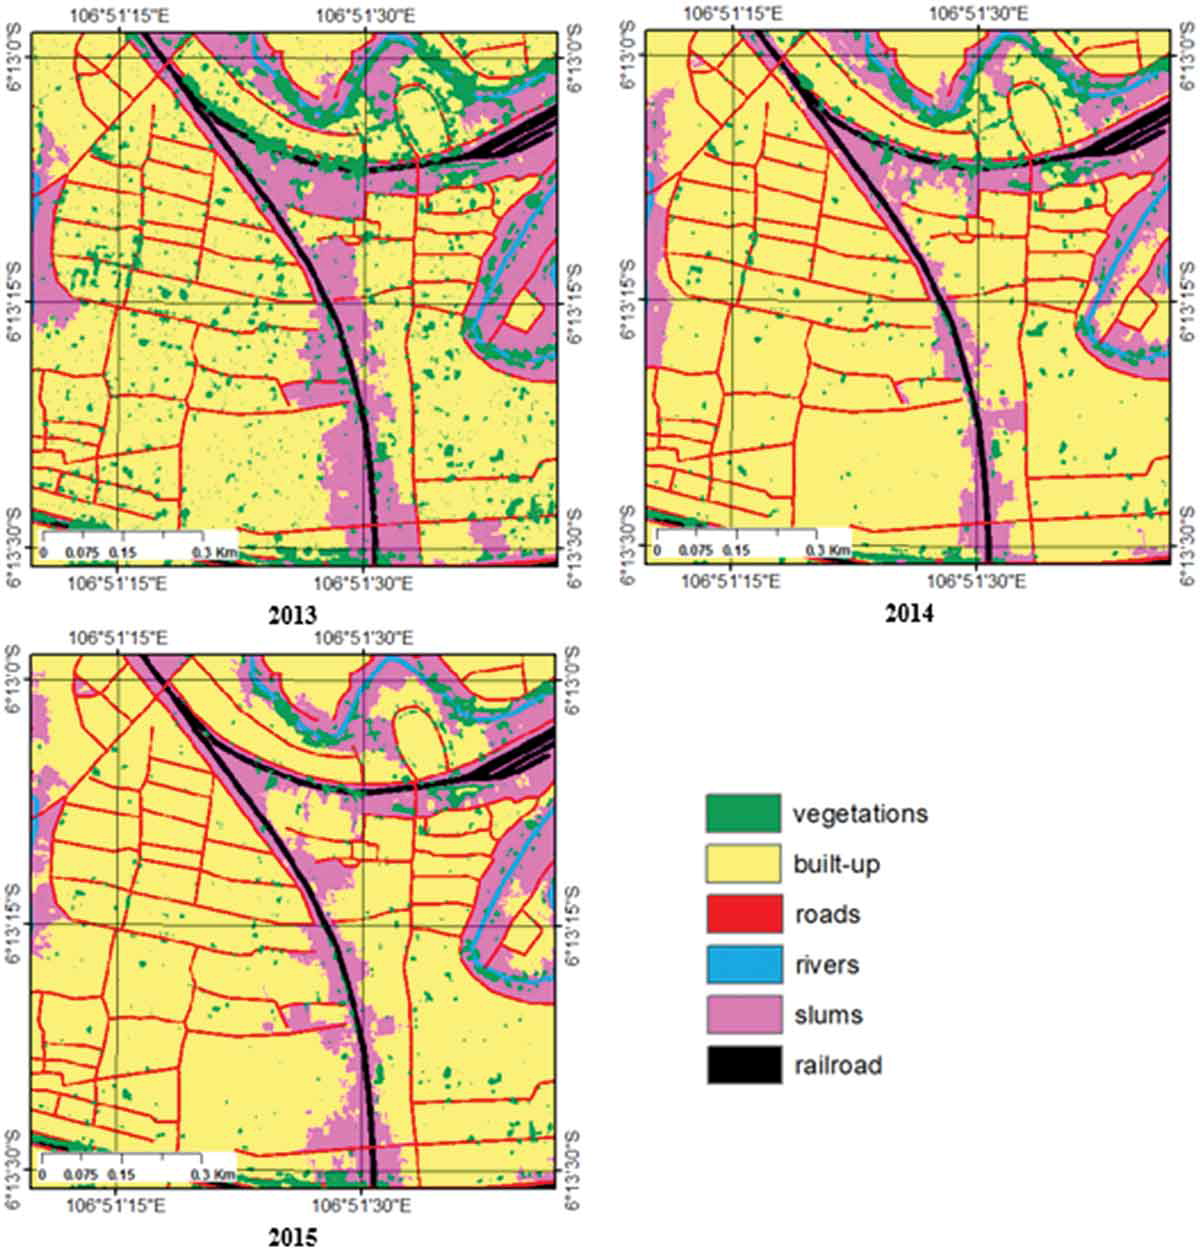 106°51'15"E 106°51'30"E 106°51'15"E 106°51'30"E
6°13'0"S 6°13'0"S 6°13'0"S 6°13'0"S
6°13'15"S 6°13'15"S 6°13'15"S 6°13'15"S
6°13'30"S 6°13'30"S 6°13'30"S 6°13'30"S
0 0.075 0.15 0.3 Km 0 0.075 0.15 0.3 Km
106°51'15"E 106°51'30"E 106°51'15"E 106°51'30"E
2013 2014
106°51'15"E 106°51'30"E
6°13'0"S 6°13'0"S
6°13'15"S 6°13'15"S
6°13'30"S 6°13'30"S
0 0.075 0.15 0.3 Km
106°51'15"E 106°51'30"E
2015
vegetations
built-up
roads
rivers
slums
railroad